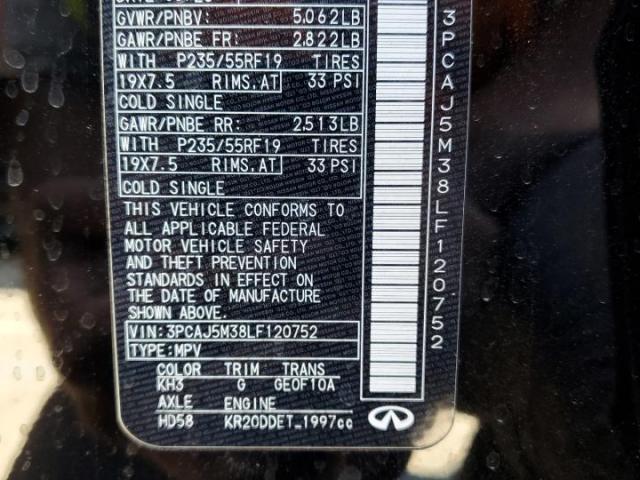 GVWR/PNBV: 5,062LB
GAWR/PNBE FR: 2,822LB
WITH P235/55RF19 TIRES
19X7.5 RIMS.AT 33 PSI
COLD SINGLE
GAWR/PNBE RR: 2,513LB
WITH P235/55RF19 TIRES
19X7.5 RIMS.AT 33 PSI
COLD SINGLE
THIS VEHICLE CONFORMS TO
ALL APPLICABLE FEDERAL
MOTOR VEHICLE SAFETY
AND THEFT PREVENTION
STANDARDS IN EFFECT ON
THE DATE OF MANUFACTURE
SHOWN ABOVE.
VIN: 3PCAJ5M38LF120752
TYPE:MPV
COLOR TRIM TRANS
KH3 G GEOF10A
AXLE ENGINE
HD58 KR20DDET_1997cc
3PCAJ5M38LF120752